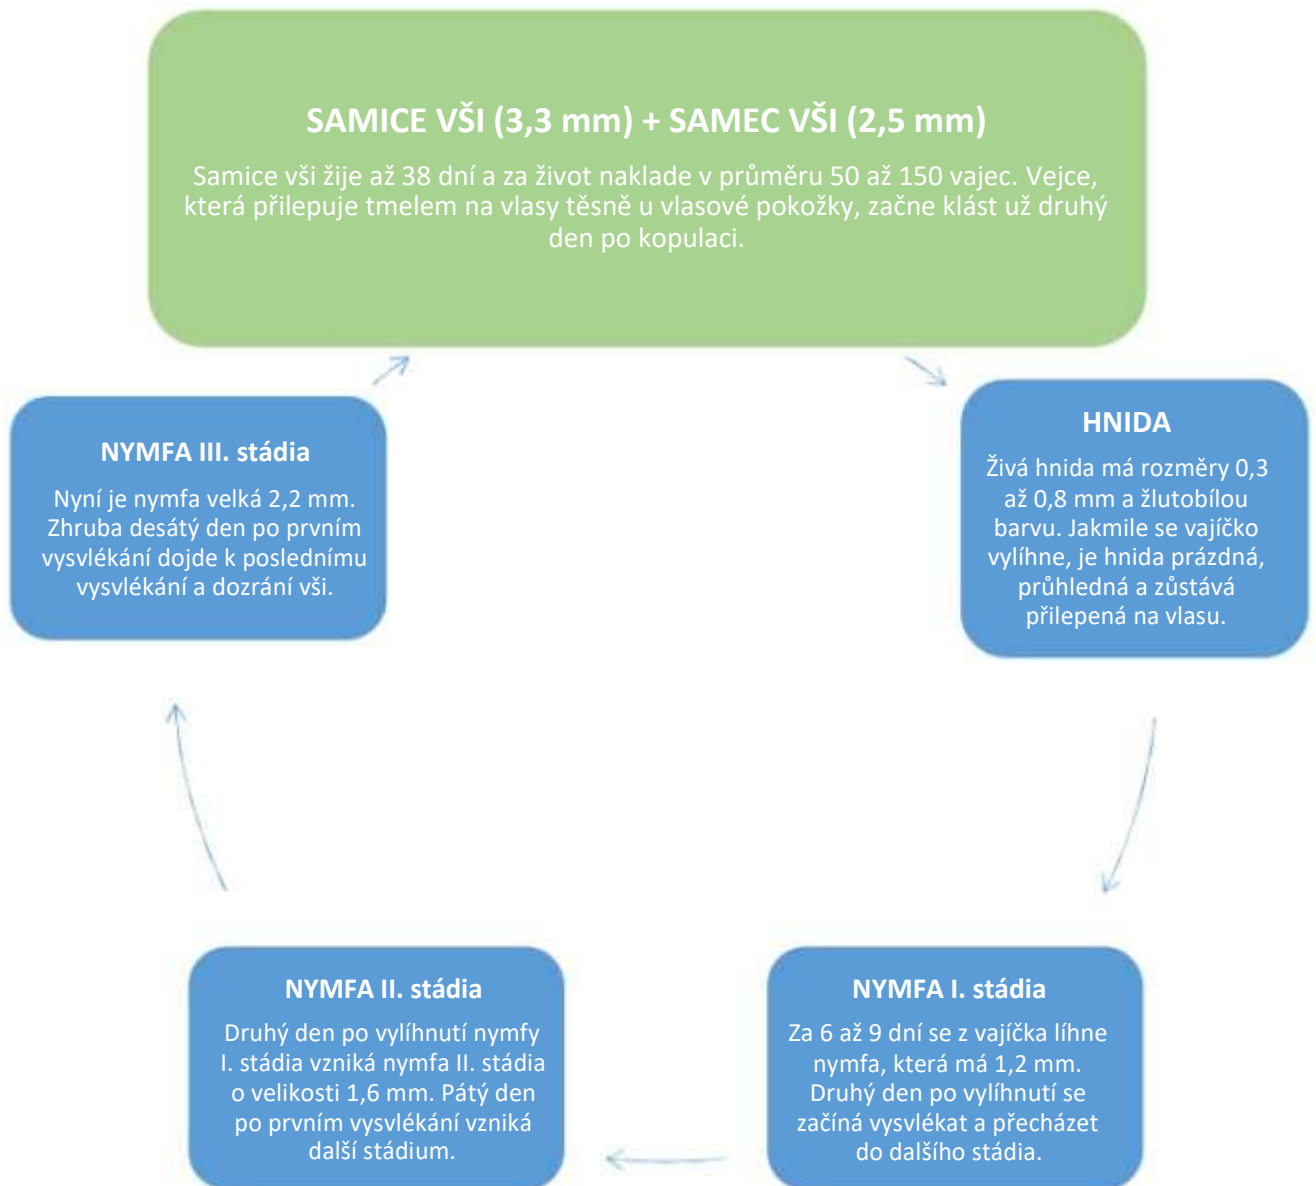 SAMICE VŠI (3,3 mm) + SAMEC VŠI (2,5 mm)
Samice vši žije až 38 dní a za život naklade v průměru 50 až 150 vajec. Vejce,
která přilepuje tmelem na vlasy těsně u vlasové pokožky, začne klást už druhý
den po kopulaci.
HNIDA
Živá hnida má rozměry 0,3
až 0,8 mm a žlutobílou
barvu. Jakmile se vajíčko
vylíhne, je hnida prázdná,
průhledná a zůstává
přilepená na vlasu.
NYMFA I. stádia
Za 6 až 9 dní se z vajíčka líhne
nymfa, která má 1,2 mm.
Druhý den po vylíhnutí se
začíná vysvlékat a přecházet
do dalšího stádia.
NYMFA II. stádia
Druhý den po vylíhnutí nymfy
I. stádia vzniká nymfa II. stádia
o velikosti 1,6 mm. Pátý den
po prvním vysvlékání vzniká
další stádium.
NYMFA III. stádia
Nyní je nymfa velká 2,2 mm.
Zhruba desátý den po prvním
vysvlékání dojde k poslednímu
vysvlékání a dozrání vši.